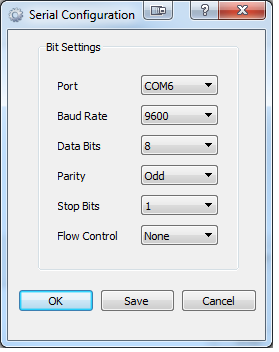 Serial Configuration
Bit Settings
Port COM6
Baud Rate 9600
Data Bits 8
Parity Odd
Stop Bits 1
Flow Control None
OK Save Cancel